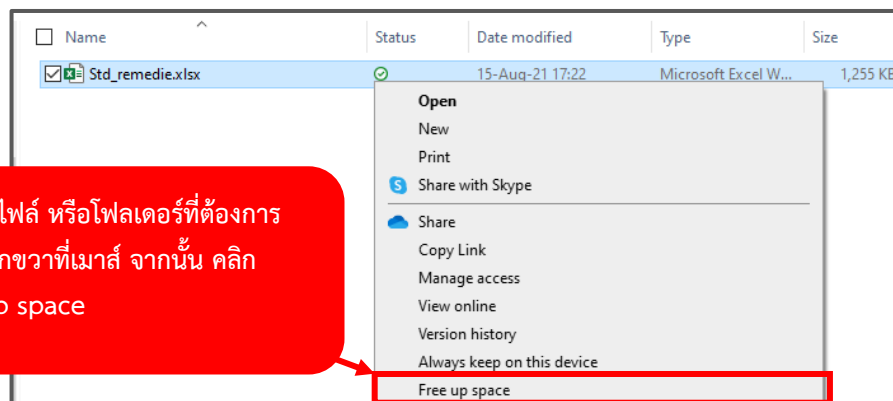 Name Status Date modified Type Size
Std_remedie.xlsx 15-Aug-21 17:22 Microsoft Excel W... 1,255 KB
Open
New
Print
Share with Skype
Share
Copy Link
Manage access
View online
Version history
Always keep on this device
Free up space
ไฟล์ หรือโฟลเดอร์ที่ต้องการ
ขวาที่เมาส์ จากนั้น คลิก
space